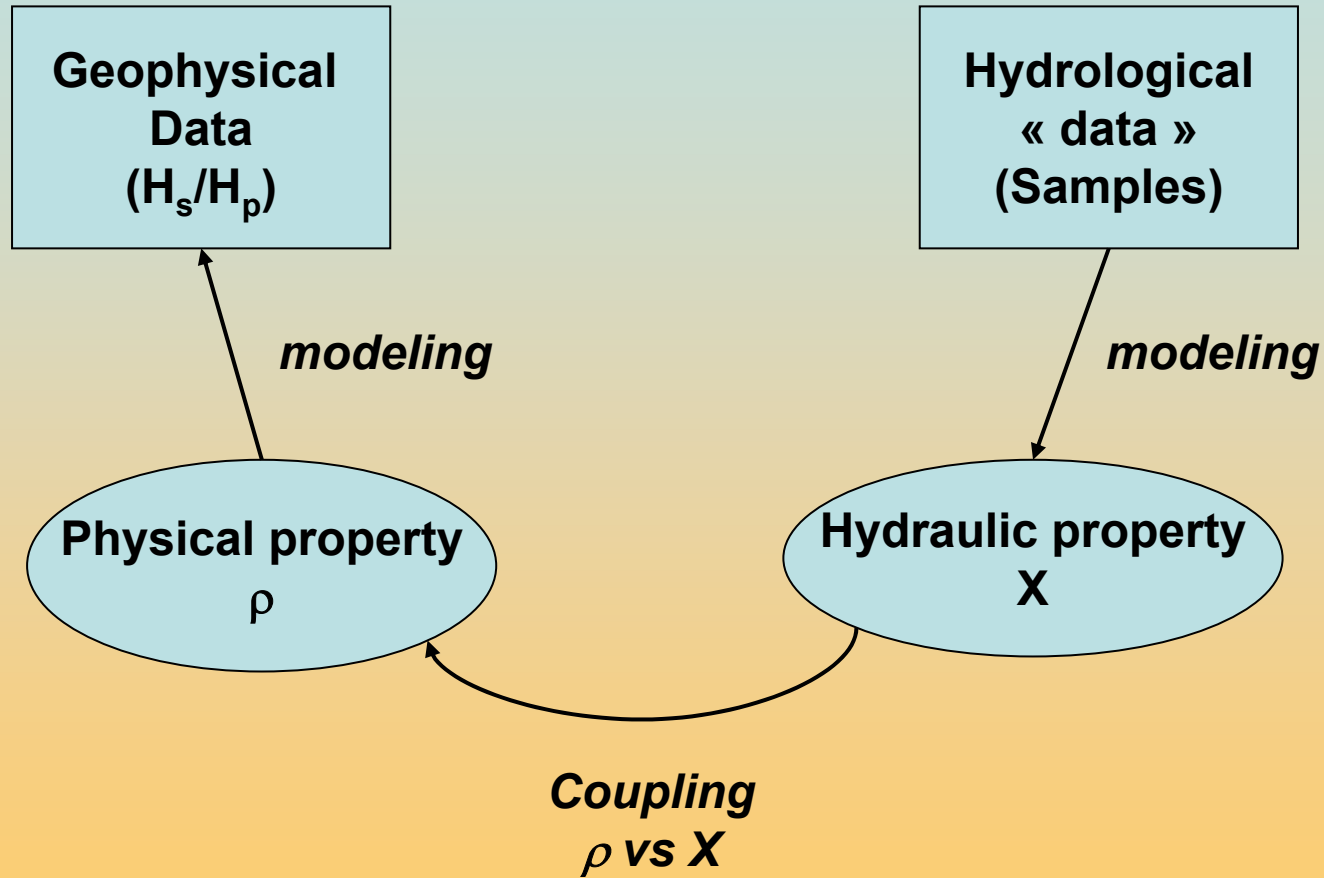 Geophysical
Data
(Hₛ/Hₚ)
Hydrological
« data »
(Samples)
modeling
modeling
Physical property
ρ
Hydraulic property
X
Coupling
ρ vs X